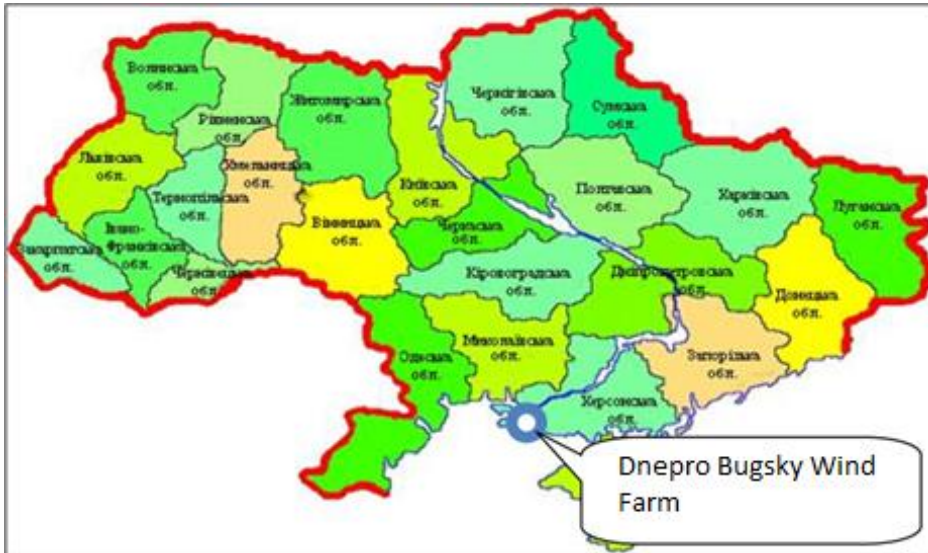 Волинська
обл.
Рівненська
обл.
Житомирська
обл.
Чернігівська
обл.
Сумська
обл.
Львівська
обл.
Тернопільська
обл.
Хмельницька
обл.
Київська
обл.
Полтавська
обл.
Харківська
обл.
Луганська
обл.
Закарпатська
обл.
Івано-
Франківська
обл.
Чернівецька
обл.
Вінницька
обл.
Черкаська
обл.
Кіровоградська
обл.
Дніпропетровська
обл.
Донецька
обл.
Одеська
обл.
Миколаївська
обл.
Запорізька
обл.
Херсонська
обл.
Dnepro Bugsky Wind
Farm